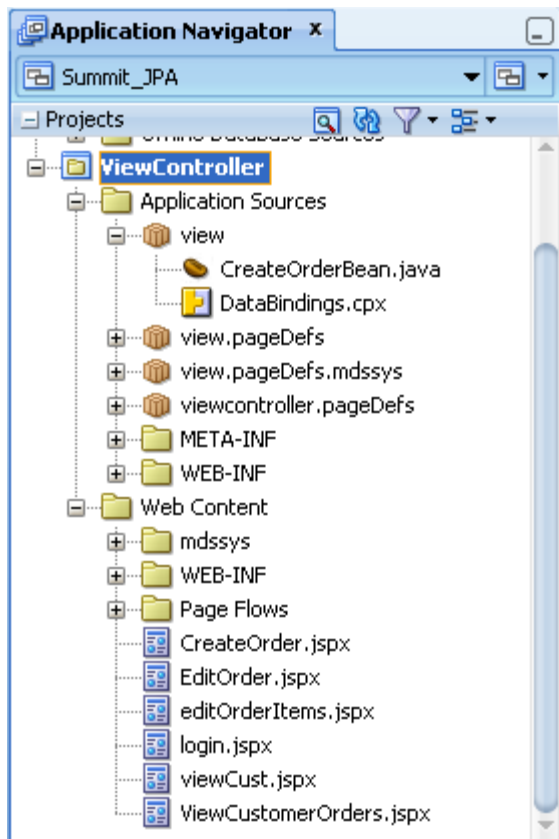 Application Navigator x
Summit_JPA
Projects
ViewController
Application Sources
view
CreateOrderBean.java
DataBindings.cpx
view.pageDefs
view.pageDefs.mdssys
viewcontroller.pageDefs
META-INF
WEB-INF
Web Content
mdssys
WEB-INF
Page Flows
CreateOrder.jspx
EditOrder.jspx
editOrderItems.jspx
login.jspx
viewCust.jspx
ViewCustomerOrders.jspx